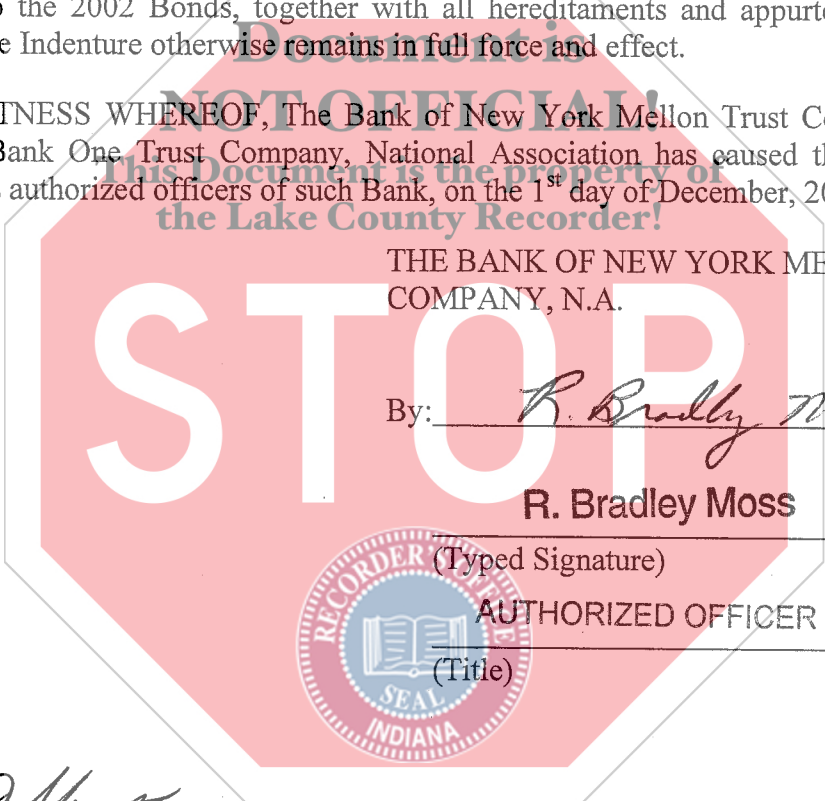 the 2002 Bonds, together with all hereditaments and
Indenture otherwise remains in full force and effect.
Document is
NOT OFFICIAL!
WHEREOF, The Bank of New York Mellon Trust
Bank One Trust Company, National Association has caused
This Document is the property of
authorized officers of such Bank, on the 1st day of December,
the Lake County Recorder!
THE BANK OF NEW YORK
COMPANY, N.A.
STOP
By: R. Bradley
R. Bradley Moss
(Typed Signature)
AUTHORIZED OFFICER
(Title)
RECORDER'S OFFICE
SEAL
INDIANA